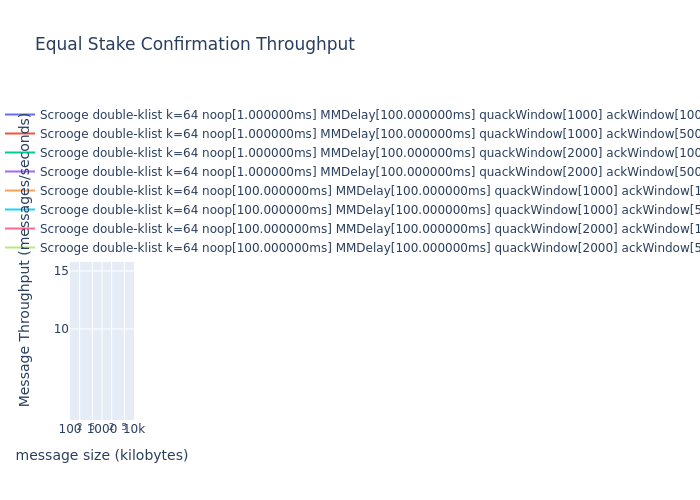 Equal Stake Confirmation Throughput
Scrooge double-klist k=64 noop[1.000000ms] MMDelay[100.000000ms] quackWindow[1000] ackWindow[100
Scrooge double-klist k=64 noop[1.000000ms] MMDelay[100.000000ms] quackWindow[1000] ackWindow[500
Scrooge double-klist k=64 noop[1.000000ms] MMDelay[100.000000ms] quackWindow[2000] ackWindow[100
Scrooge double-klist k=64 noop[1.000000ms] MMDelay[100.000000ms] quackWindow[2000] ackWindow[500
Scrooge double-klist k=64 noop[100.000000ms] MMDelay[100.000000ms] quackWindow[1000] ackWindow[1
Scrooge double-klist k=64 noop[100.000000ms] MMDelay[100.000000ms] quackWindow[1000] ackWindow[5
Scrooge double-klist k=64 noop[100.000000ms] MMDelay[100.000000ms] quackWindow[2000] ackWindow[1
Scrooge double-klist k=64 noop[100.000000ms] MMDelay[100.000000ms] quackWindow[2000] ackWindow[5
Message Throughput (messages/seconds)
15
10
100 2 5 1000 2 5 10k
message size (kilobytes)